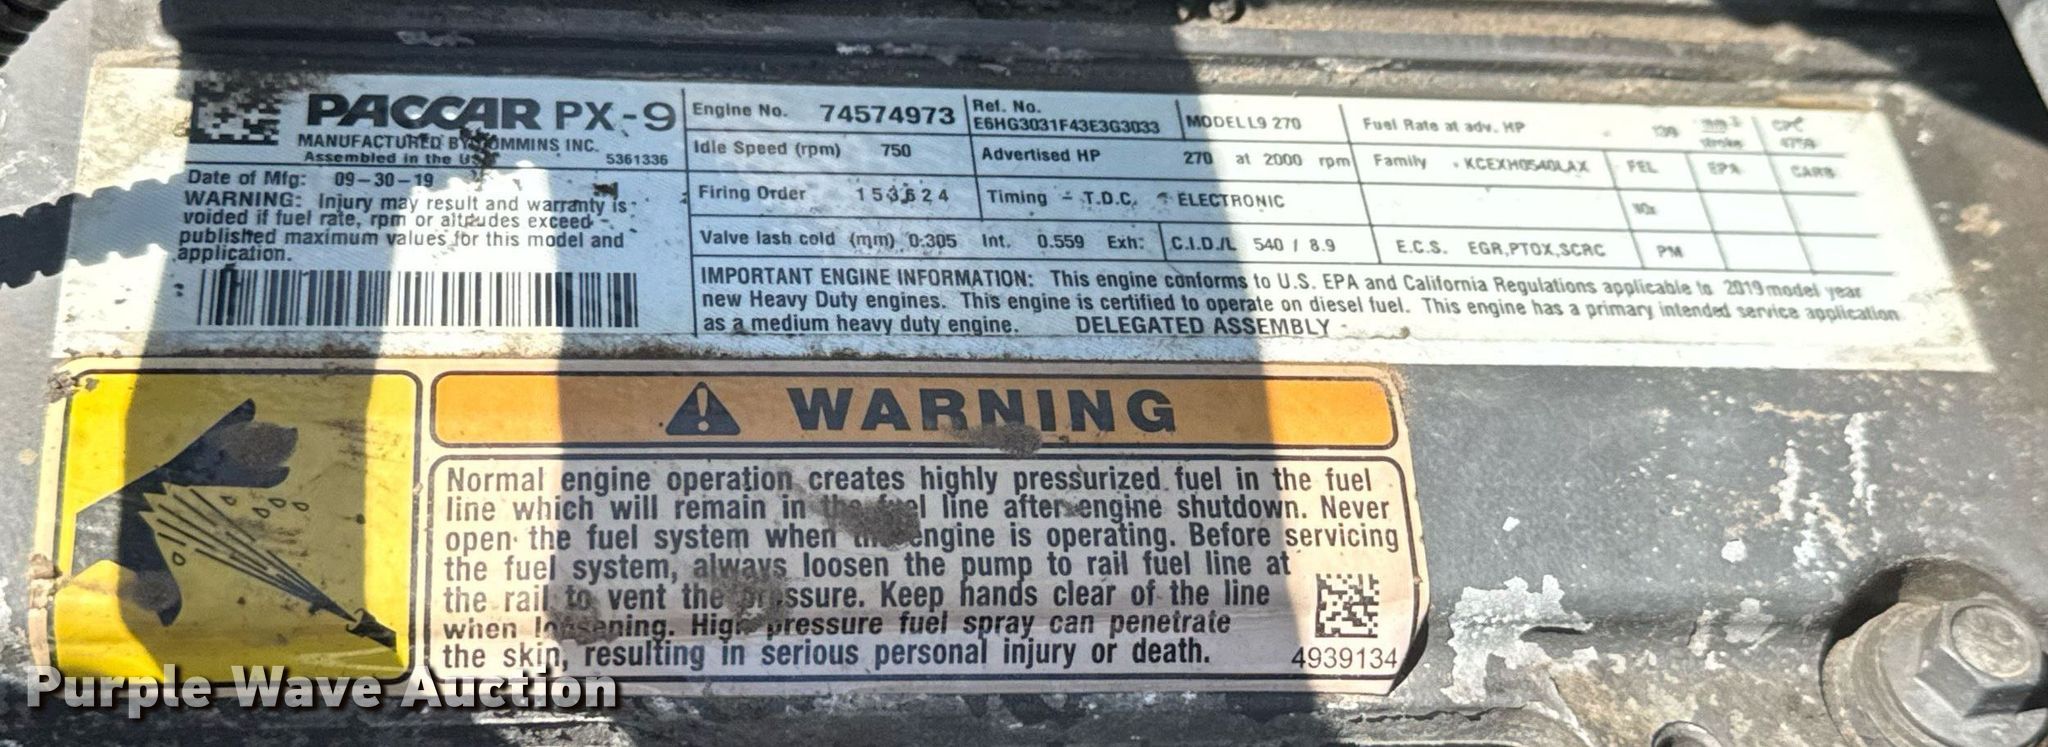 PACCAR PX-9
MANUFACTURED BY CUMMINS INC.
Assembled in the 5361336
Date of Mfg: 09-30-19
WARNING: Injury may result and warranty is
voided if fuel rate, rpm or altitudes exceed
published maximum values for this model and
application.
Engine No. 74574973
Ref. No.
E6HG3031F43E3G3033
MODEL L9 270
Fuel Rate at adv. HP
CPL
Idle Speed (rpm) 750
Advertised HP 270 at 2000 rpm
Family KCEXH0540LAX
FEL EPA CARB
Firing Order 153624
Timing - T.D.C. ELECTRONIC
NOx
Valve lash cold (mm) 0.305 Int. 0.559 Exh:
C.I.D./L 540 / 8.9
E.C.S. EGR,PTOX,SCRC
PM
IMPORTANT ENGINE INFORMATION: This engine conforms to U.S. EPA and California Regulations applicable to 2019 model year
new Heavy Duty engines. This engine is certified to operate on diesel fuel. This engine has a primary intended service application
as a medium heavy duty engine. DELEGATED ASSEMBLY
WARNING
Normal engine operation creates highly pressurized fuel in the fuel
line which will remain in the fuel line after engine shutdown. Never
open the fuel system when the engine is operating. Before servicing
the fuel system, always loosen the pump to rail fuel line at
the rail to vent the pressure. Keep hands clear of the line
when loosening. High pressure fuel spray can penetrate
the skin, resulting in serious personal injury or death.
4939134
Purple Wave Auction